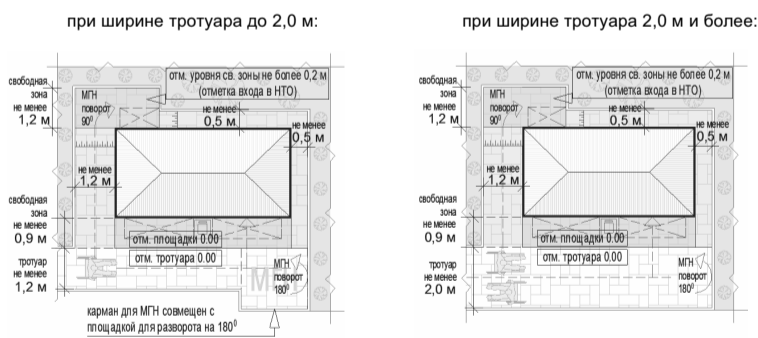 при ширине тротуара до 2,0 м:
отм. уровня св. зоны не более 0,2 м
(отметка входа в НТО)
свободная
зона
не менее
1,2 м
МГН
поворот
90⁰
не менее
0,5 м
не менее
0,5 м
не менее
1,2 м
свободная
зона
не менее
0,9 м
отм. площадки 0.00
отм. тротуара 0.00
тротуар
не менее
1,2 м
МГН
поворот
180⁰
карман для МГН совмещен с
площадкой для разворота на 180⁰
при ширине тротуара 2,0 м и более:
отм. уровня св. зоны не более 0,2 м
(отметка входа в НТО)
свободная
зона
не менее
1,2 м
МГН
поворот
90⁰
не менее
0,5 м
не менее
0,5 м
не менее
1,2 м
свободная
зона
не менее
0,9 м
отм. площадки 0.00
отм. тротуара 0.00
тротуар
не менее
2,0 м
МГН
поворот
180⁰